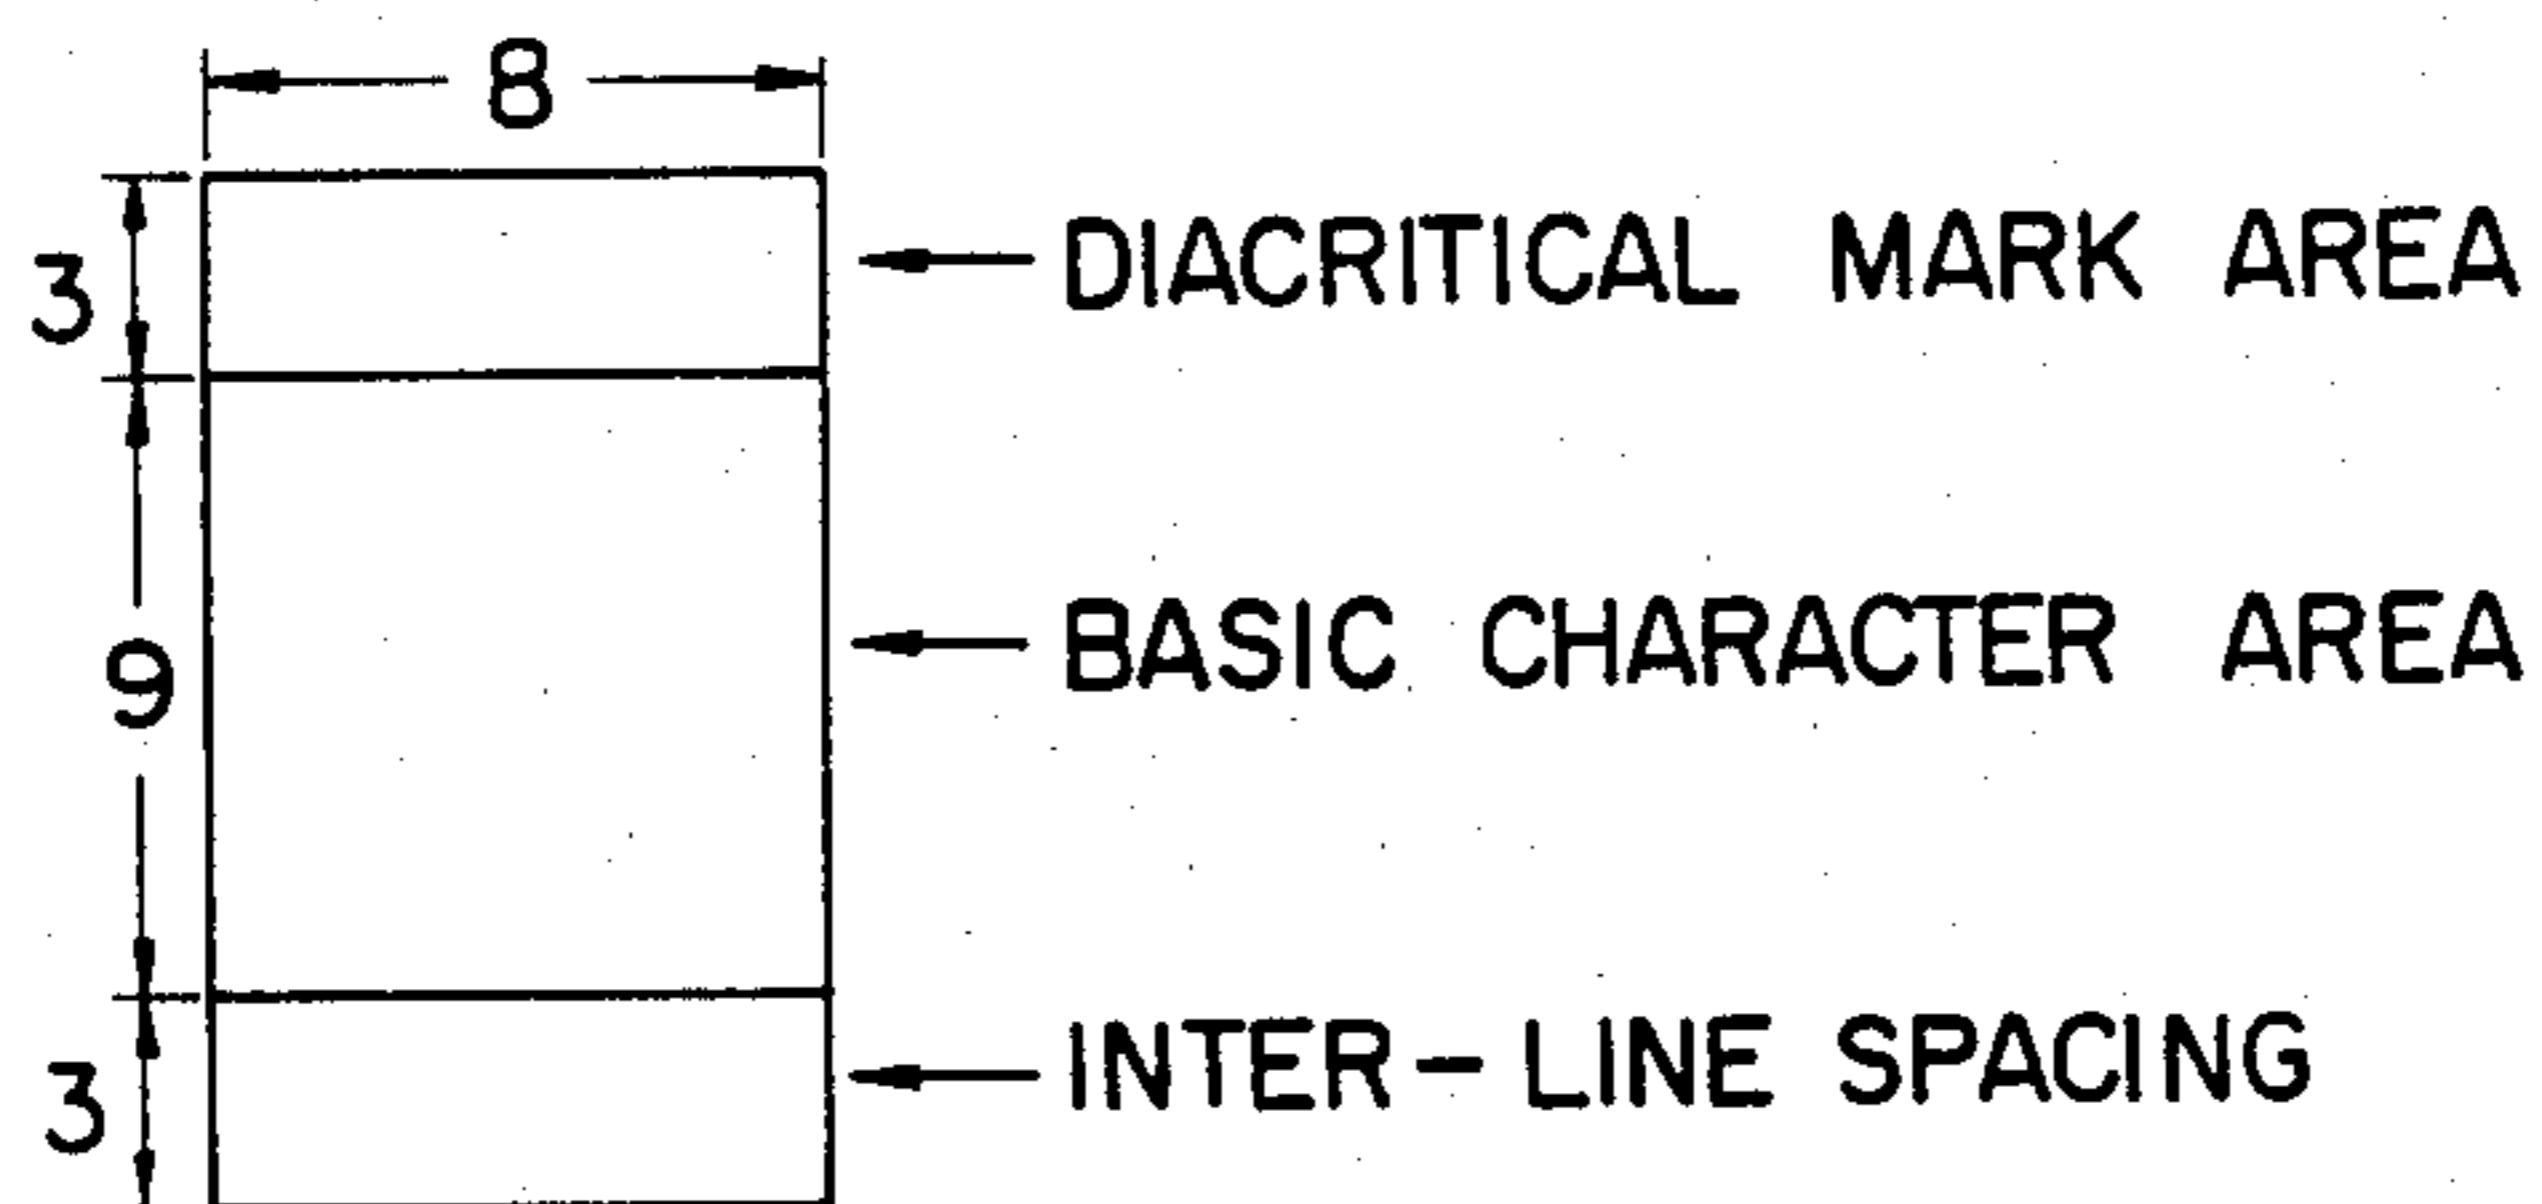 8
3
DIACRITICAL MARK AREA
9
BASIC CHARACTER AREA
3
INTER-LINE SPACING